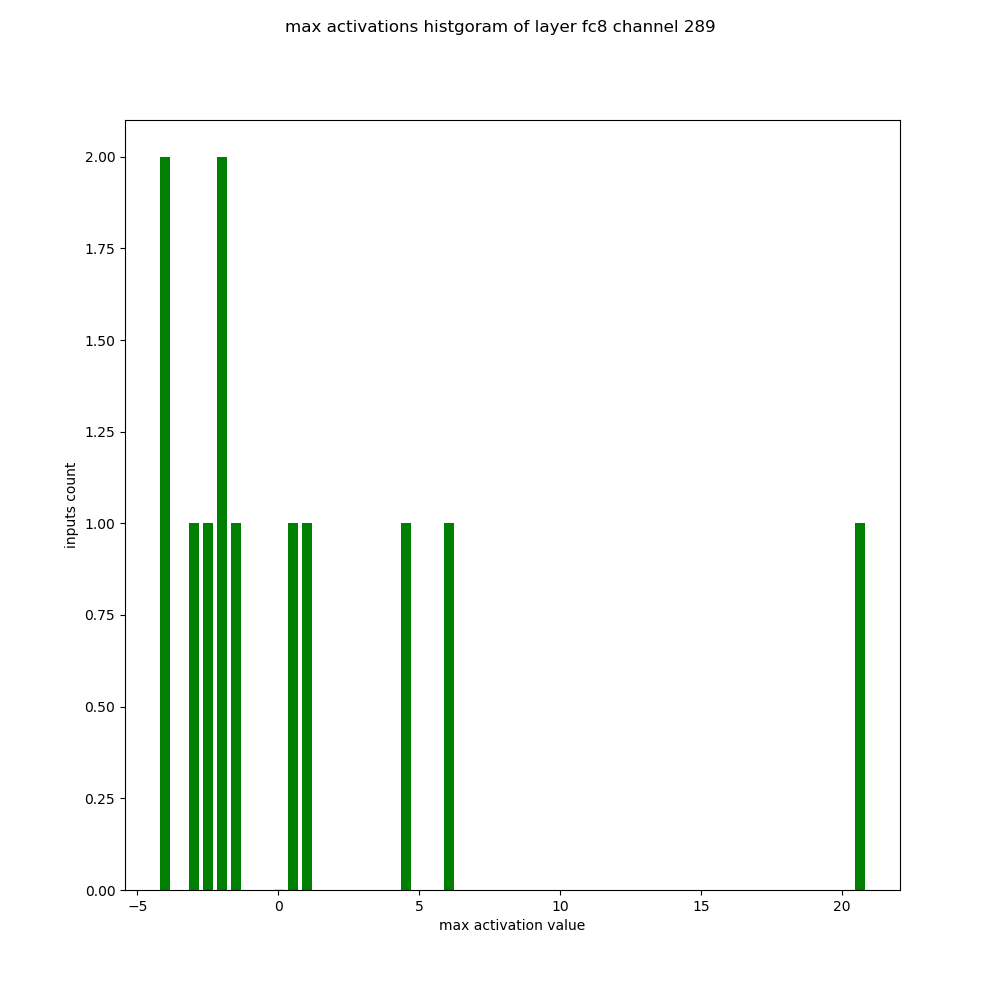 max activations histgoram of layer fc8 channel 289
2.00
1.75
1.50
1.25
1.00
0.75
0.50
0.25
0.00
inputs count
−5 0 5 10 15 20
max activation value